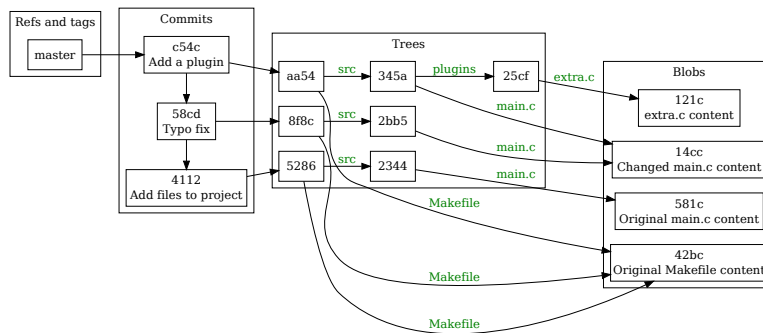 Refs and tags
master
Commits
c54c
Add a plugin
58cd
Typo fix
4112
Add files to project
Trees
aa54
src
345a
plugins
25cf
8f8c
src
2bb5
5286
src
2344
extra.c
main.c
main.c
main.c
Makefile
Makefile
Makefile
Blobs
121c
extra.c content
14cc
Changed main.c content
581c
Original main.c content
42bc
Original Makefile content